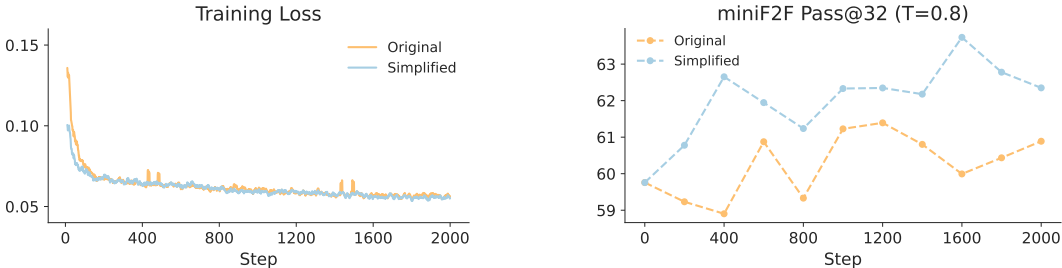 Training Loss
0.15
0.10
0.05
Original
Simplified
0 400 800 1200 1600 2000
Step
miniF2F Pass@32 (T=0.8)
63
62
61
60
59
Original
Simplified
0 400 800 1200 1600 2000
Step